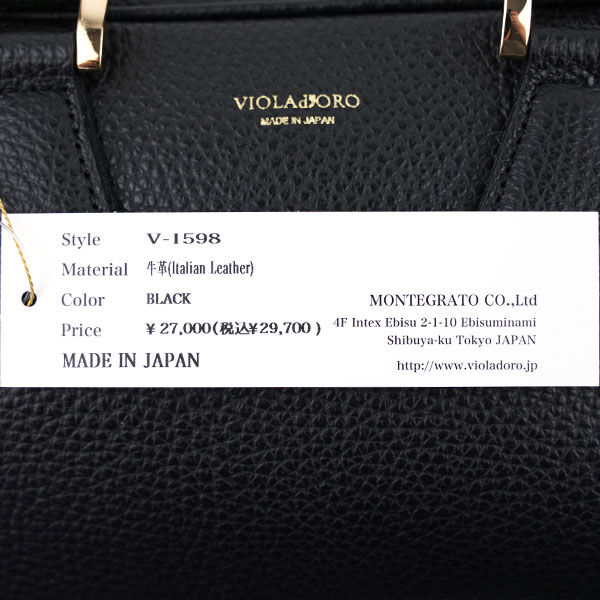 VIOLAd'ORO
MADE IN JAPAN
Style V-1598
Material 牛革(Italian Leather)
Color BLACK
Price ¥ 27,000(税込¥29,700 )
MADE IN JAPAN
MONTEGRATO CO.,Ltd
4F Intex Ebisu 2-1-10 Ebisuminami
Shibuya-ku Tokyo JAPAN
http://www.violadoro.jp